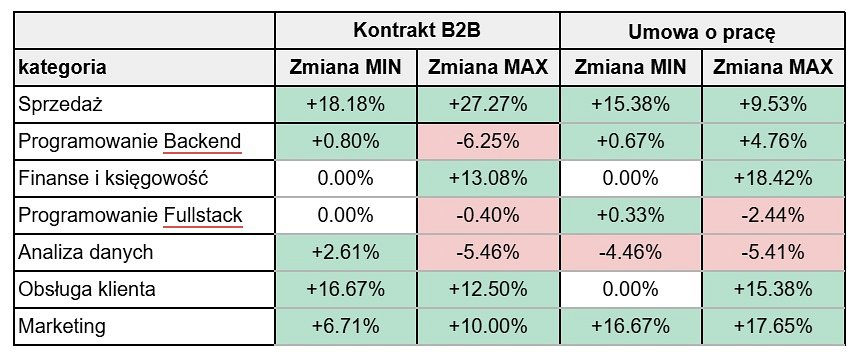 Kontrakt B2B Umowa o pracę
kategoria Zmiana MIN Zmiana MAX Zmiana MIN Zmiana MAX
Sprzedaż +18.18% +27.27% +15.38% +9.53%
Programowanie Backend +0.80% -6.25% +0.67% +4.76%
Finanse i księgowość 0.00% +13.08% 0.00% +18.42%
Programowanie Fullstack 0.00% -0.40% +0.33% -2.44%
Analiza danych +2.61% -5.46% -4.46% -5.41%
Obsługa klienta +16.67% +12.50% 0.00% +15.38%
Marketing +6.71% +10.00% +16.67% +17.65%